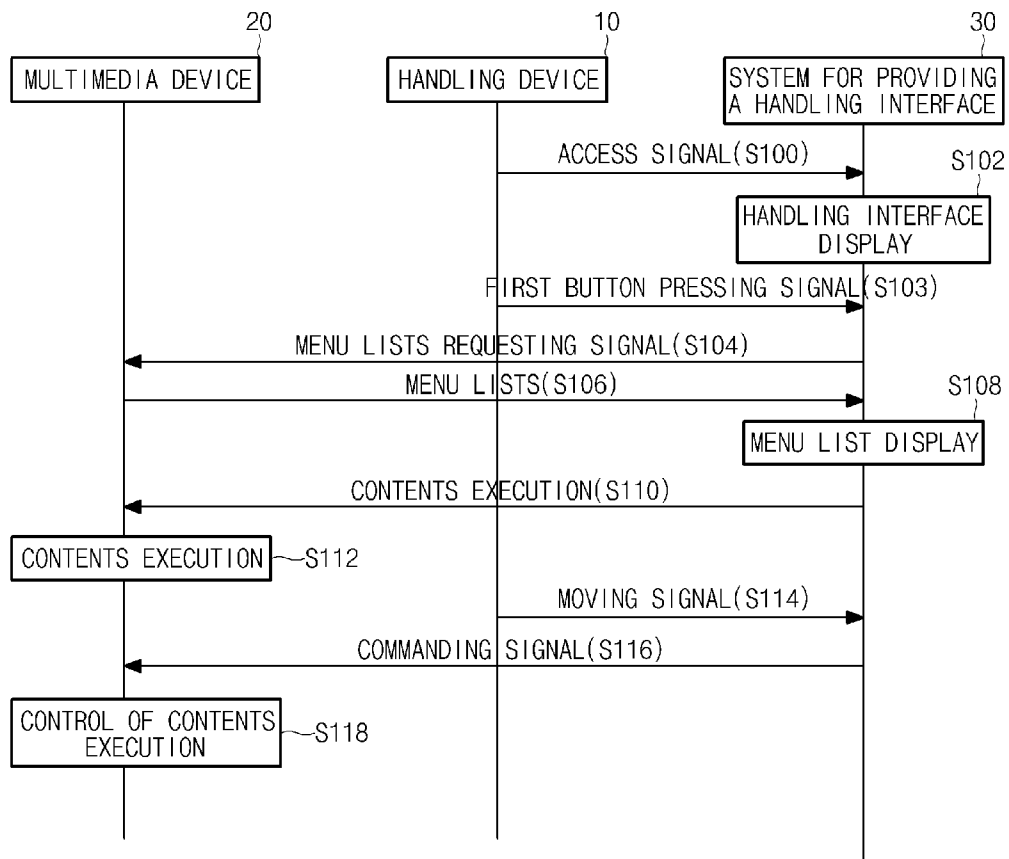 20
10
30
MULTIMEDIA DEVICE
HANDLING DEVICE
SYSTEM FOR PROVIDING
A HANDLING INTERFACE
ACCESS SIGNAL(S100)
S102
HANDLING INTERFACE
DISPLAY
FIRST BUTTON PRESSING SIGNAL(S103)
MENU LISTS REQUESTING SIGNAL(S104)
MENU LISTS(S106)
S108
MENU LIST DISPLAY
CONTENTS EXECUTION(S110)
CONTENTS EXECUTION
S112
MOVING SIGNAL(S114)
COMMANDING SIGNAL(S116)
CONTROL OF CONTENTS
EXECUTION
S118